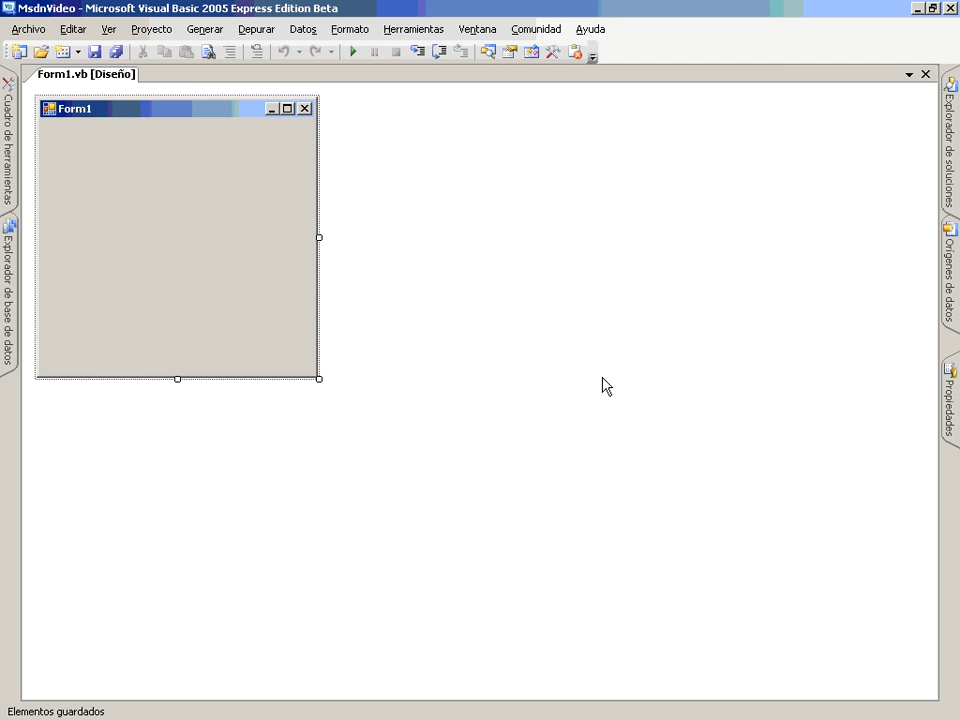 MsdnVideo - Microsoft Visual Basic 2005 Express Edition Beta
Archivo Editar Ver Proyecto Generar Depurar Datos Formato Herramientas Ventana Comunidad Ayuda
Form1.vb [Diseño]
Form1
Cuadro de herramientas
Explorador de base de datos
Explorador de soluciones
Orígenes de datos
Propiedades
Elementos guardados